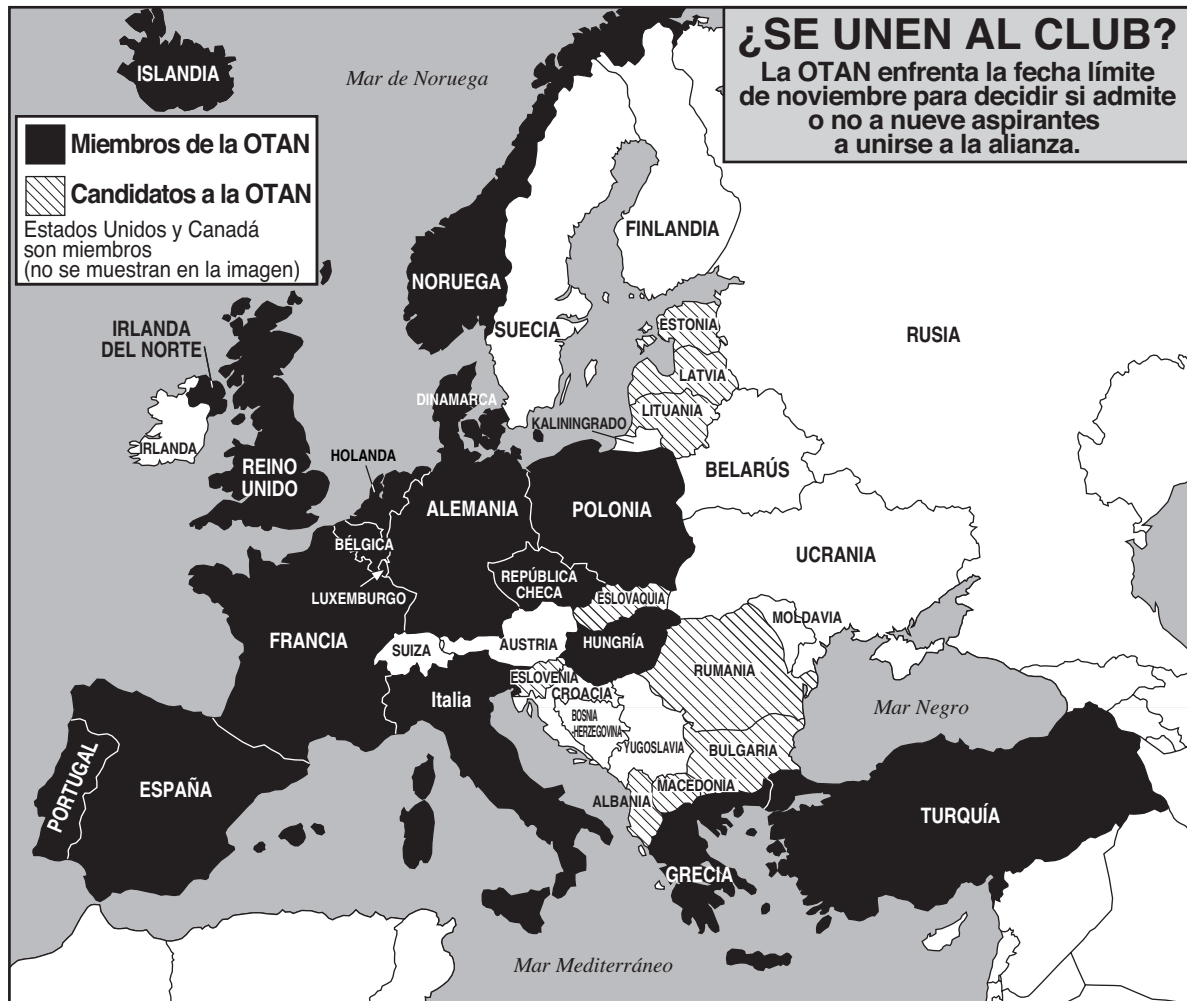 ¿SE UNEN AL CLUB?
La OTAN enfrenta la fecha límite
de noviembre para decidir si admite
o no a nueve aspirantes
a unirse a la alianza.
ISLANDIA
Mar de Noruega
Miembros de la OTAN
Candidatos a la OTAN
Estados Unidos y Canadá
son miembros
(no se muestran en la imagen)
FINLANDIA
NORUEGA
SUECIA
ESTONIA
RUSIA
IRLANDA
DEL NORTE
LATVIA
DINAMARCA
LITUANIA
KALININGRADO
IRLANDA
HOLANDA
REINO
UNIDO
BELARÚS
ALEMANIA
POLONIA
BÉLGICA
UCRANIA
REPÚBLICA
CHECA
LUXEMBURGO
ESLOVAQUIA
MOLDAVIA
FRANCIA
AUSTRIA
HUNGRÍA
SUIZA
RUMANIA
ESLOVENIA
CROACIA
Italia
Mar Negro
BOSNIA
-HERZEGOVINA
YUGOSLAVIA
BULGARIA
PORTUGAL
ESPAÑA
MACEDONIA
ALBANIA
TURQUÍA
GRECIA
Mar Mediterráneo